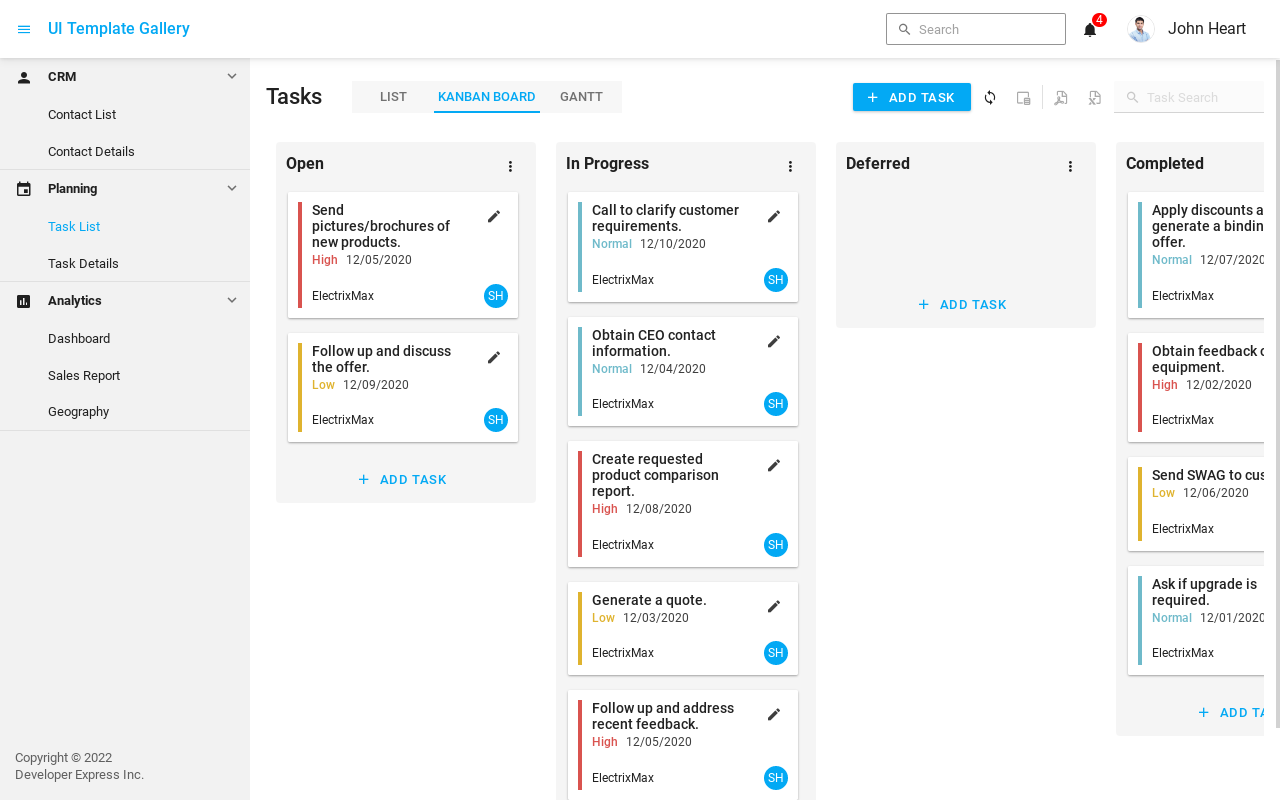 UI Template Gallery
Search
4
John Heart
CRM
Contact List
Contact Details
Planning
Task List
Task Details
Analytics
Dashboard
Sales Report
Geography
Copyright © 2022
Developer Express Inc.
Tasks
LIST
KANBAN BOARD
GANTT
ADD TASK
Task Search
Open
Send
pictures/brochures of
new products.
High 12/05/2020
ElectrixMax
SH
Follow up and discuss
the offer.
Low 12/09/2020
ElectrixMax
SH
ADD TASK
In Progress
Call to clarify customer
requirements.
Normal 12/10/2020
ElectrixMax
SH
Obtain CEO contact
information.
Normal 12/04/2020
ElectrixMax
SH
Create requested
product comparison
report.
High 12/08/2020
ElectrixMax
SH
Generate a quote.
Low 12/03/2020
ElectrixMax
SH
Follow up and address
recent feedback.
High 12/05/2020
ElectrixMax
SH
Deferred
ADD TASK
Completed
Apply discounts a
generate a bindin
offer.
Normal 12/07/2020
ElectrixMax
Obtain feedback o
equipment.
High 12/02/2020
ElectrixMax
Send SWAG to cus
Low 12/06/2020
ElectrixMax
Ask if upgrade is
required.
Normal 12/01/2020
ElectrixMax
ADD TA